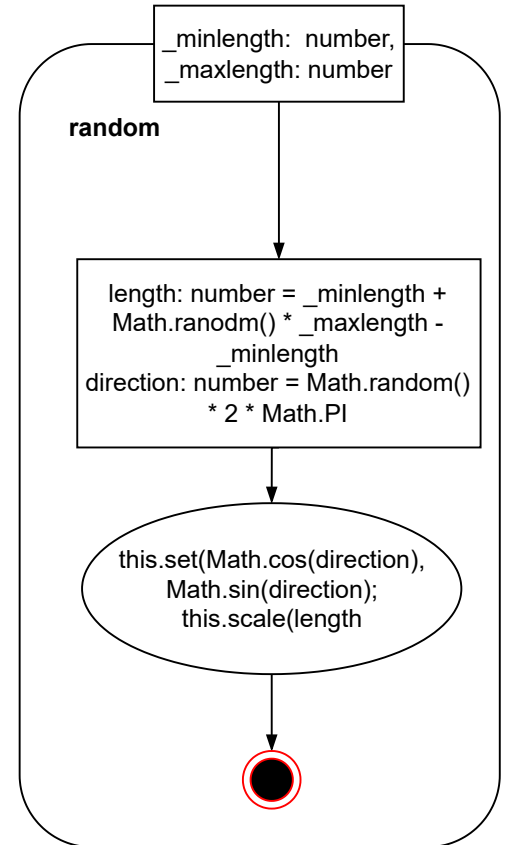 _minlength:  number,
_maxlength: number
random
length: number = _minlength +
Math.ranodm() * _maxlength -
_minlength
direction: number = Math.random()
* 2 * Math.PI
this.set(Math.cos(direction),
Math.sin(direction);
this.scale(length